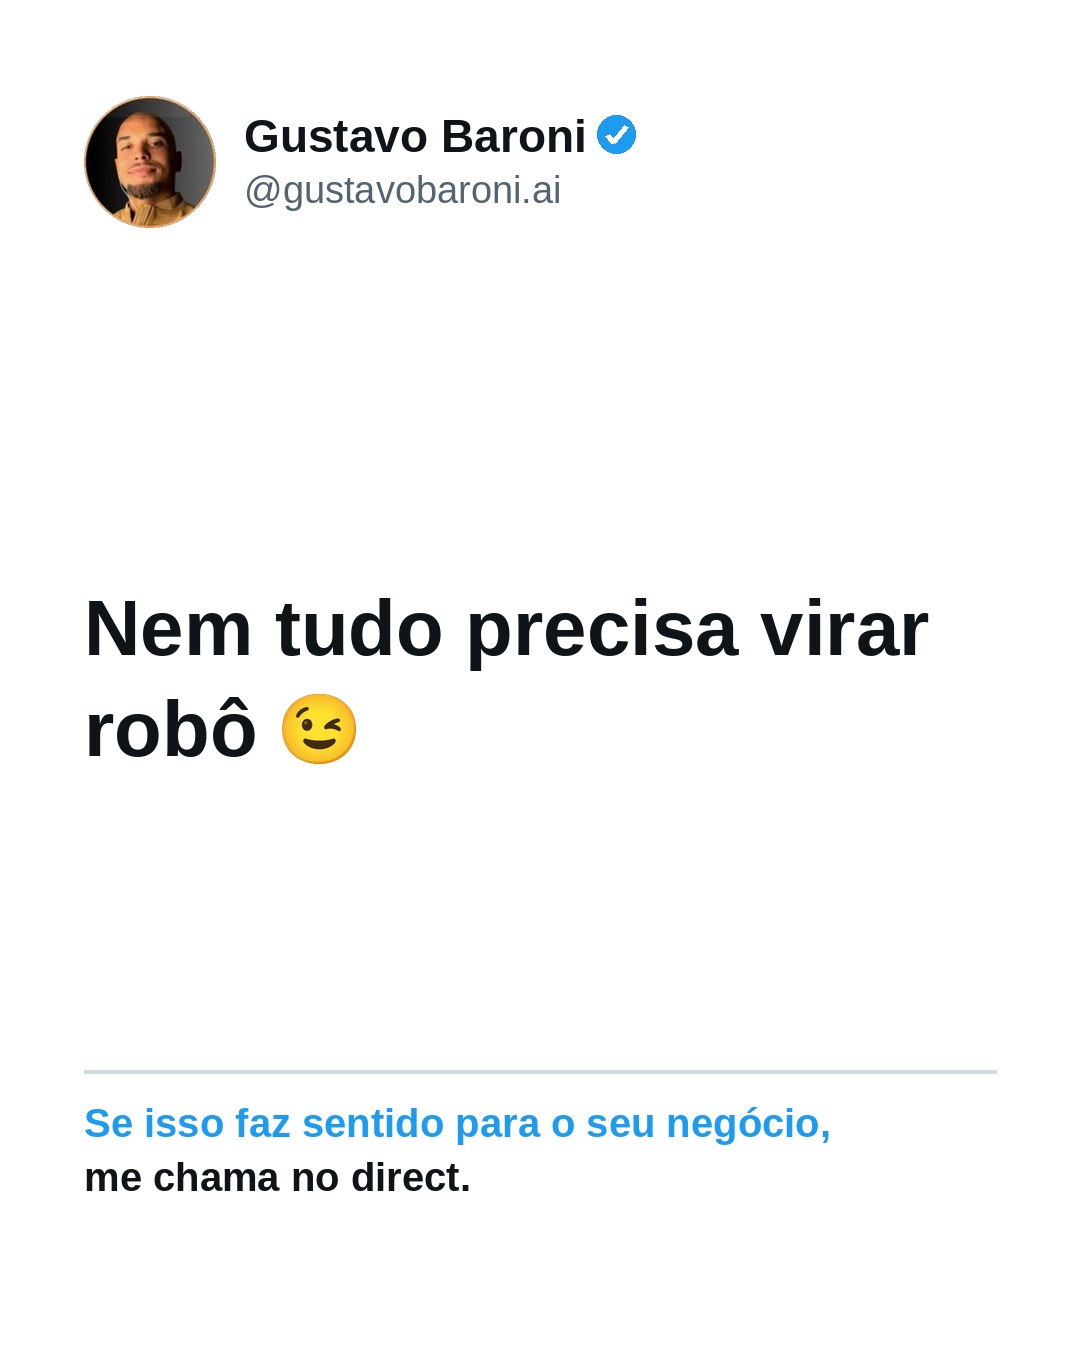 Gustavo Baroni
@gustavobaroni.ai
Nem tudo precisa virar
robô 😉
Se isso faz sentido para o seu negócio,
me chama no direct.